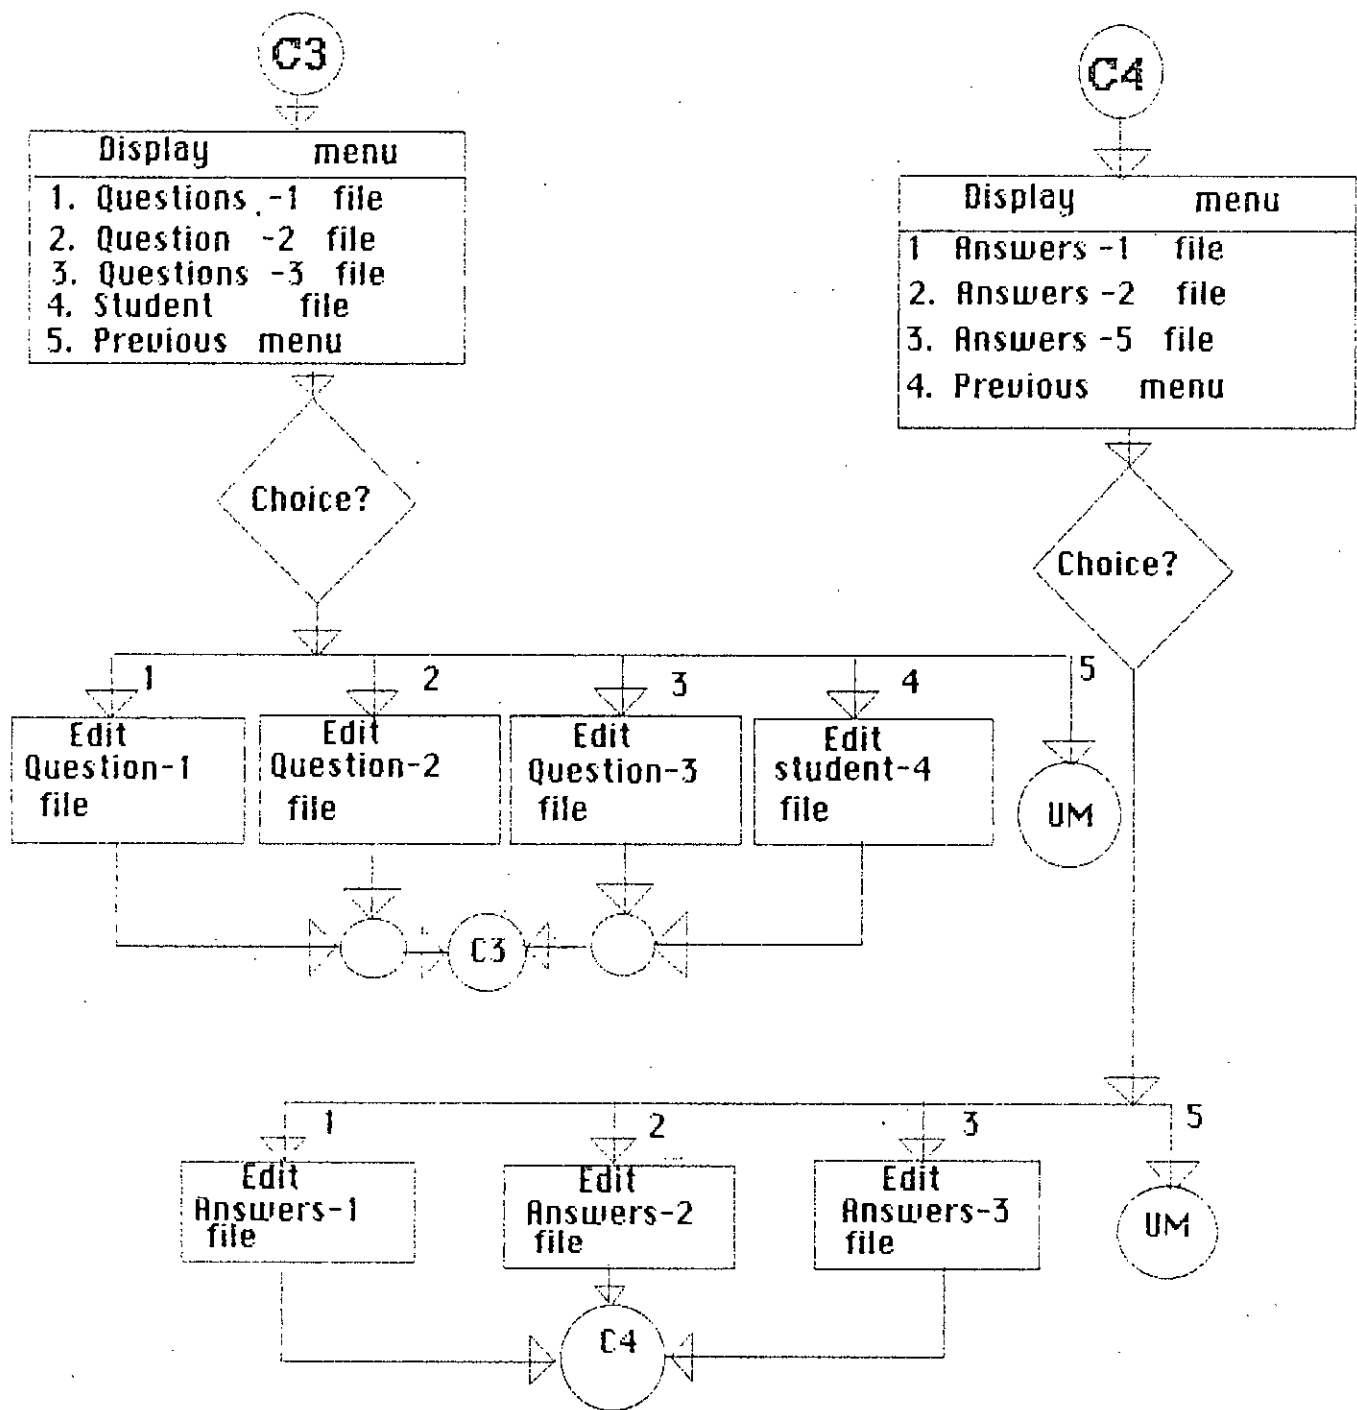 C3
Display menu
1. Questions -1 file
2. Question -2 file
3. Questions -3 file
4. Student file
5. Previous menu
Choice?
1
2
3
4
5
Edit
Question-1
file
Edit
Question-2
file
Edit
Question-3
file
Edit
student-4
file
UM
C3
C4
Display menu
1 Answers -1 file
2. Answers -2 file
3. Answers -5 file
4. Previous menu
Choice?
1
2
3
5
Edit
Answers-1
file
Edit
Answers-2
file
Edit
Answers-3
file
UM
C4